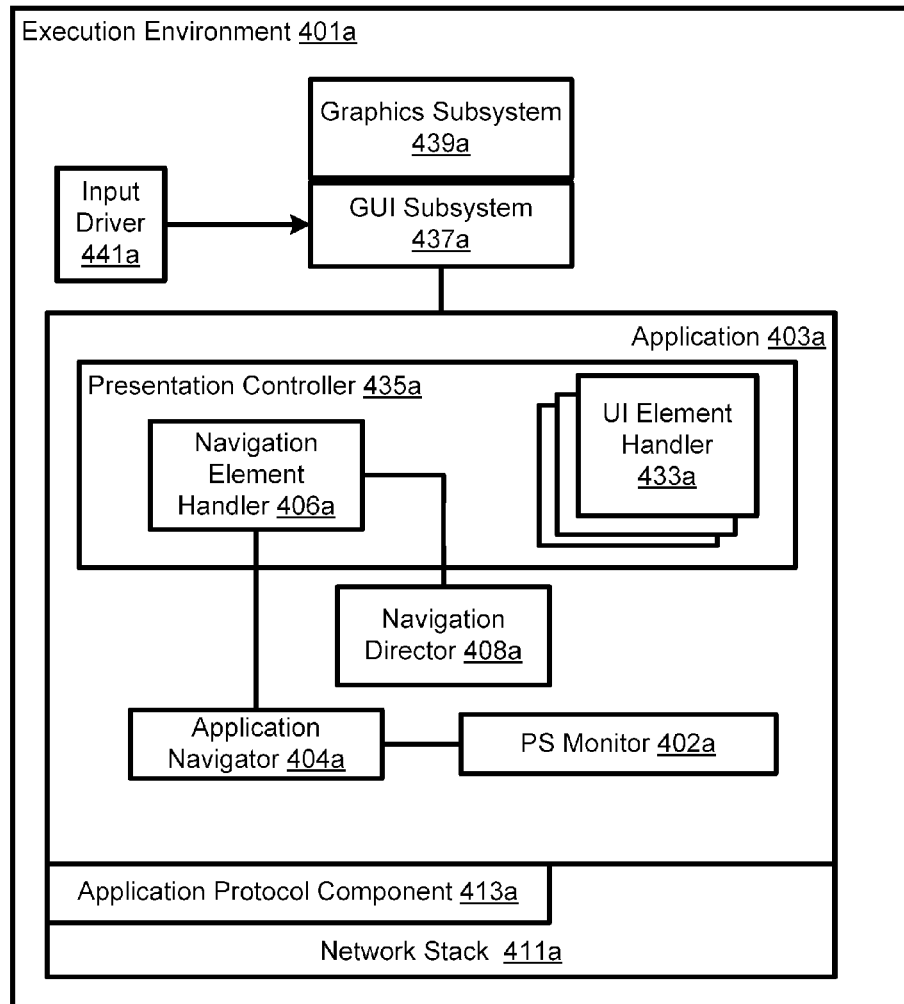 Execution Environment 401a
Graphics Subsystem
439a
Input
Driver
441a
GUI Subsystem
437a
Application 403a
Presentation Controller 435a
Navigation
Element
Handler 406a
UI Element
Handler
433a
Navigation
Director 408a
Application
Navigator 404a
PS Monitor 402a
Application Protocol Component 413a
Network Stack 411a